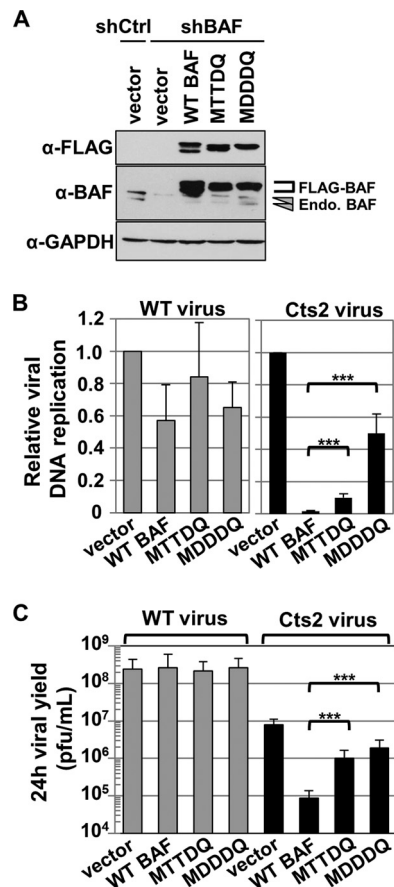 A
shCtrl shBAF
vector vector WT BAF MTTDQ MDDDQ
α-FLAG
α-BAF
FLAG-BAF
Endo. BAF
α-GAPDH
B
WT virus Cts2 virus
Relative viral
DNA replication
1.2
1.0
0.8
0.6
0.4
0.2
0
***
***
vector WT BAF MTTDQ MDDDQ vector WT BAF MTTDQ MDDDQ
C
WT virus Cts2 virus
24h viral yield
(pfu/mL)
10⁹
10⁸
10⁷
10⁶
10⁵
10⁴
***
***
vector WT BAF MTTDQ MDDDQ vector WT BAF MTTDQ MDDDQ